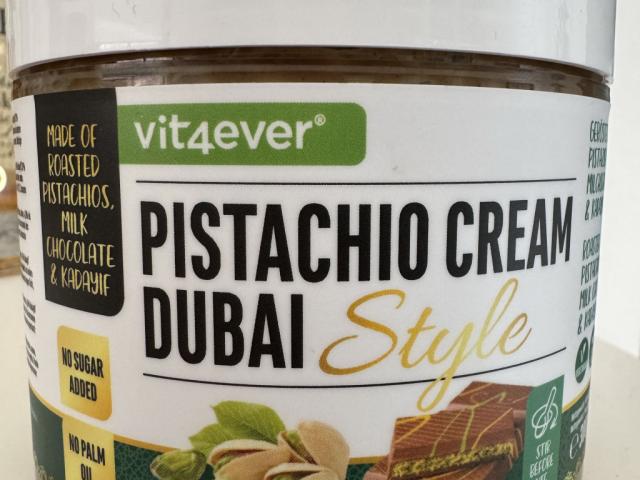 vit4ever®
MADE OF
ROASTED
PISTACHIOS,
MILK
CHOCOLATE
& KADAYIF
PISTACHIO CREAM
DUBAI Style
NO SUGAR
ADDED
NO PALM
OIL
STIR
BEFORE